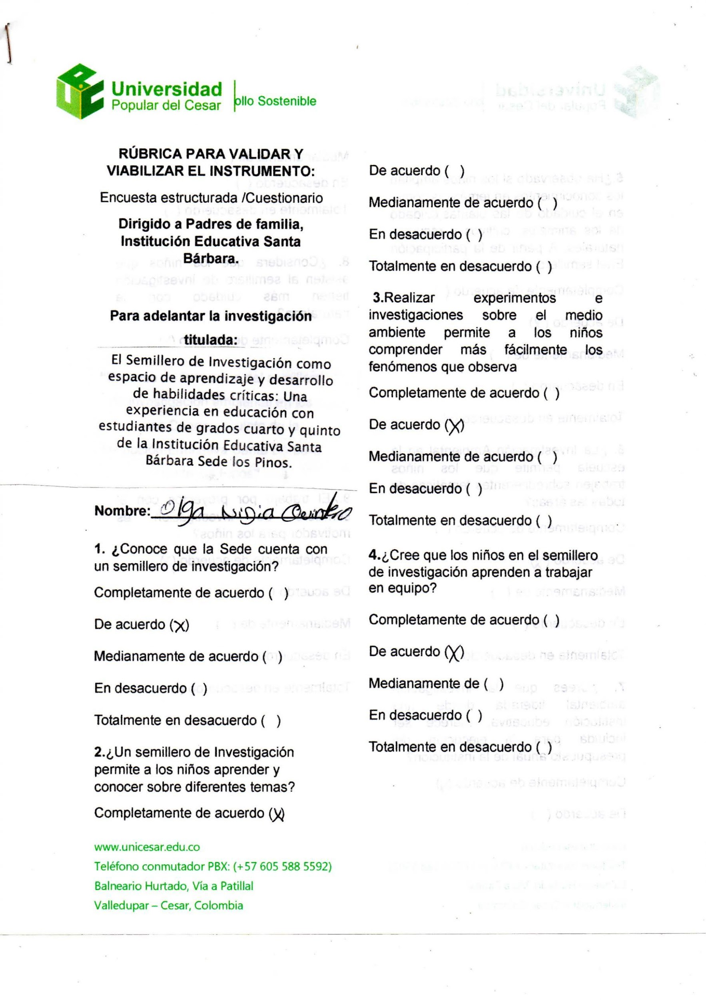 Universidad
Popular del Cesar
ollo Sostenible
RÚBRICA PARA VALIDAR Y
VIABILIZAR EL INSTRUMENTO:
Encuesta estructurada /Cuestionario
Dirigido a Padres de familia,
Institución Educativa Santa
Bárbara.
Para adelantar la investigación
titulada:
El Semillero de Investigación como
espacio de aprendizaje y desarrollo
de habilidades críticas: Una
experiencia en educación con
estudiantes de grados cuarto y quinto
de la Institución Educativa Santa
Bárbara Sede los Pinos.
Nombre: Olga Quintero
1. ¿Conoce que la Sede cuenta con
un semillero de investigación?
Completamente de acuerdo ( )
De acuerdo (X)
Medianamente de acuerdo ( )
En desacuerdo ( )
Totalmente en desacuerdo ( )
2.¿Un semillero de Investigación
permite a los niños aprender y
conocer sobre diferentes temas?
Completamente de acuerdo (X)
De acuerdo ( )
Medianamente de acuerdo ( )
En desacuerdo ( )
Totalmente en desacuerdo ( )
3.Realizar experimentos e
investigaciones sobre el medio
ambiente permite a los niños
comprender más fácilmente los
fenómenos que observa
Completamente de acuerdo ( )
De acuerdo (X)
Medianamente de acuerdo ( )
En desacuerdo ( )
Totalmente en desacuerdo ( )
4.¿Cree que los niños en el semillero
de investigación aprenden a trabajar
en equipo?
Completamente de acuerdo ( )
De acuerdo (X)
Medianamente de ( )
En desacuerdo ( )
Totalmente en desacuerdo ( )
www.unicesar.edu.co
Teléfono conmutador PBX: (+57 605 588 5592)
Balneario Hurtado, Vía a Patillal
Valledupar – Cesar, Colombia